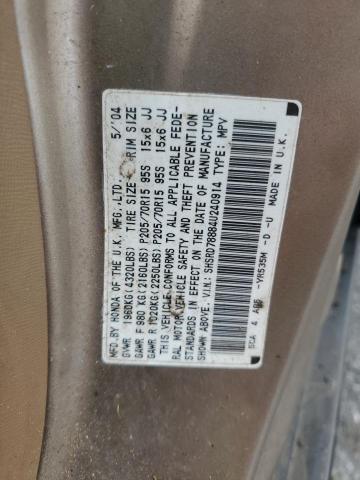 MFD.BY HONDA OF THE U.K. MFG.,LTD. 5/'04
GVWR 1960KG(4320LBS) TIRE SIZE RIM SIZE
GAWR F 980 KG(2160LBS) P205/70R15 95S 15x6 JJ
GAWR R 1020KG(2250LBS) P205/70R15 95S 15x6 JJ
THIS VEHICLE CONFORMS TO ALL APPLICABLE FEDE-
RAL MOTOR VEHICLE SAFETY AND THEFT PREVENTION
STANDARDS IN EFFECT ON THE DATE OF MANUFACTURE
SHOWN ABOVE. V.I.N.: SHSRD78884U240914 TYPE: MPV
SCA 4 -YR535M -D -U MADE IN U.K.